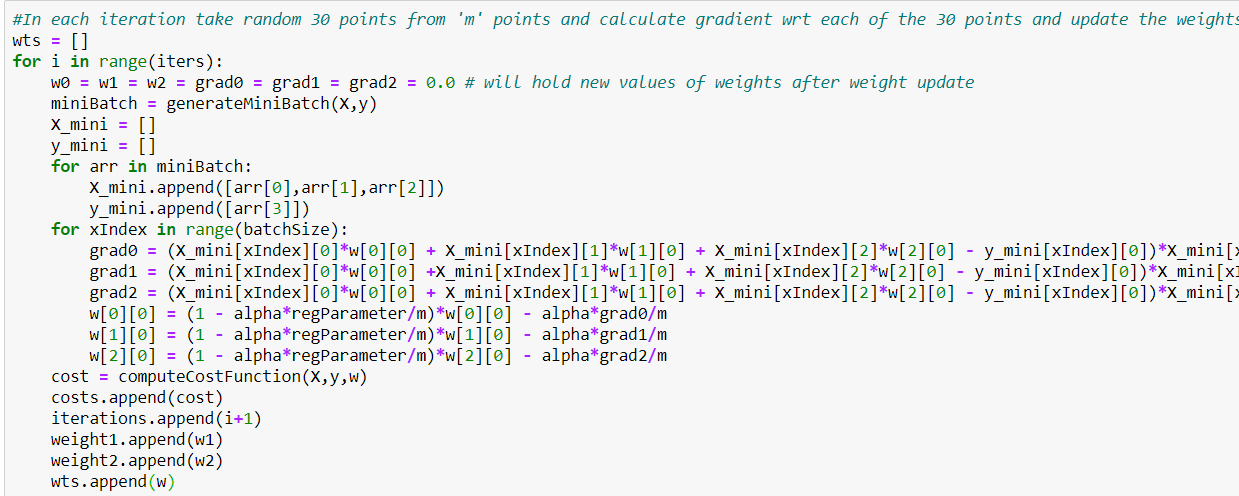 #In each iteration take random 30 points from 'm' points and calculate gradient wrt each of the 30 points and update the weights
wts = []
for i in range(iters):
    w0 = w1 = w2 = grad0 = grad1 = grad2 = 0.0 # will hold new values of weights after weight update
    miniBatch = generateMiniBatch(X,y)
    X_mini = []
    y_mini = []
    for arr in miniBatch:
        X_mini.append([arr[0],arr[1],arr[2]])
        y_mini.append([arr[3]])
    for xIndex in range(batchSize):
        grad0 = (X_mini[xIndex][0]*w[0][0] + X_mini[xIndex][1]*w[1][0] + X_mini[xIndex][2]*w[2][0] - y_mini[xIndex][0])*X_mini[
        grad1 = (X_mini[xIndex][0]*w[0][0] +X_mini[xIndex][1]*w[1][0] + X_mini[xIndex][2]*w[2][0] - y_mini[xIndex][0])*X_mini[x
        grad2 = (X_mini[xIndex][0]*w[0][0] + X_mini[xIndex][1]*w[1][0] + X_mini[xIndex][2]*w[2][0] - y_mini[xIndex][0])*X_mini[
        w[0][0] = (1 - alpha*regParameter/m)*w[0][0] - alpha*grad0/m
        w[1][0] = (1 - alpha*regParameter/m)*w[1][0] - alpha*grad1/m
        w[2][0] = (1 - alpha*regParameter/m)*w[2][0] - alpha*grad2/m
    cost = computeCostFunction(X,y,w)
    costs.append(cost)
    iterations.append(i+1)
    weight1.append(w1)
    weight2.append(w2)
    wts.append(w)